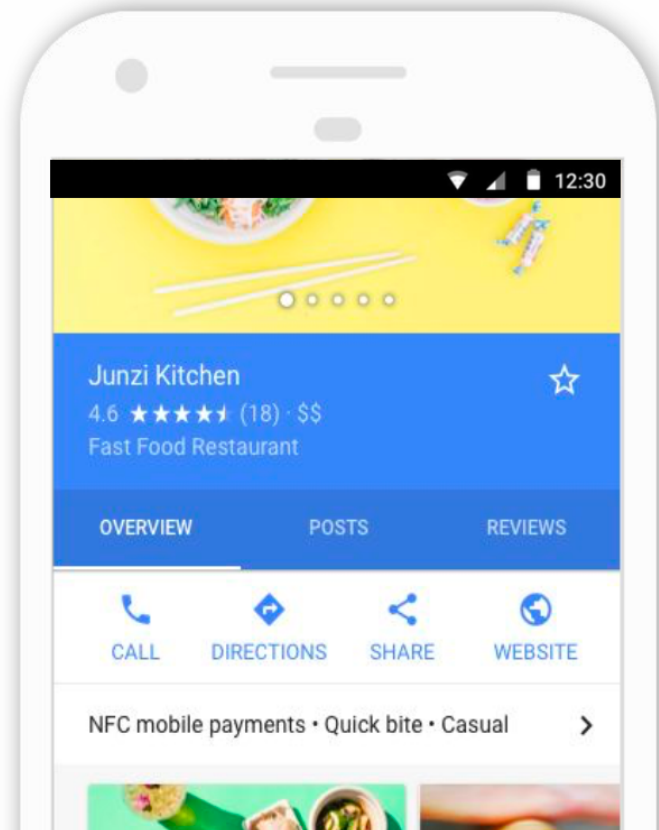 12:30
Junzi Kitchen
4.6 ★★★★★ (18) · $$
Fast Food Restaurant
OVERVIEW POSTS REVIEWS
CALL DIRECTIONS SHARE WEBSITE
NFC mobile payments • Quick bite • Casual